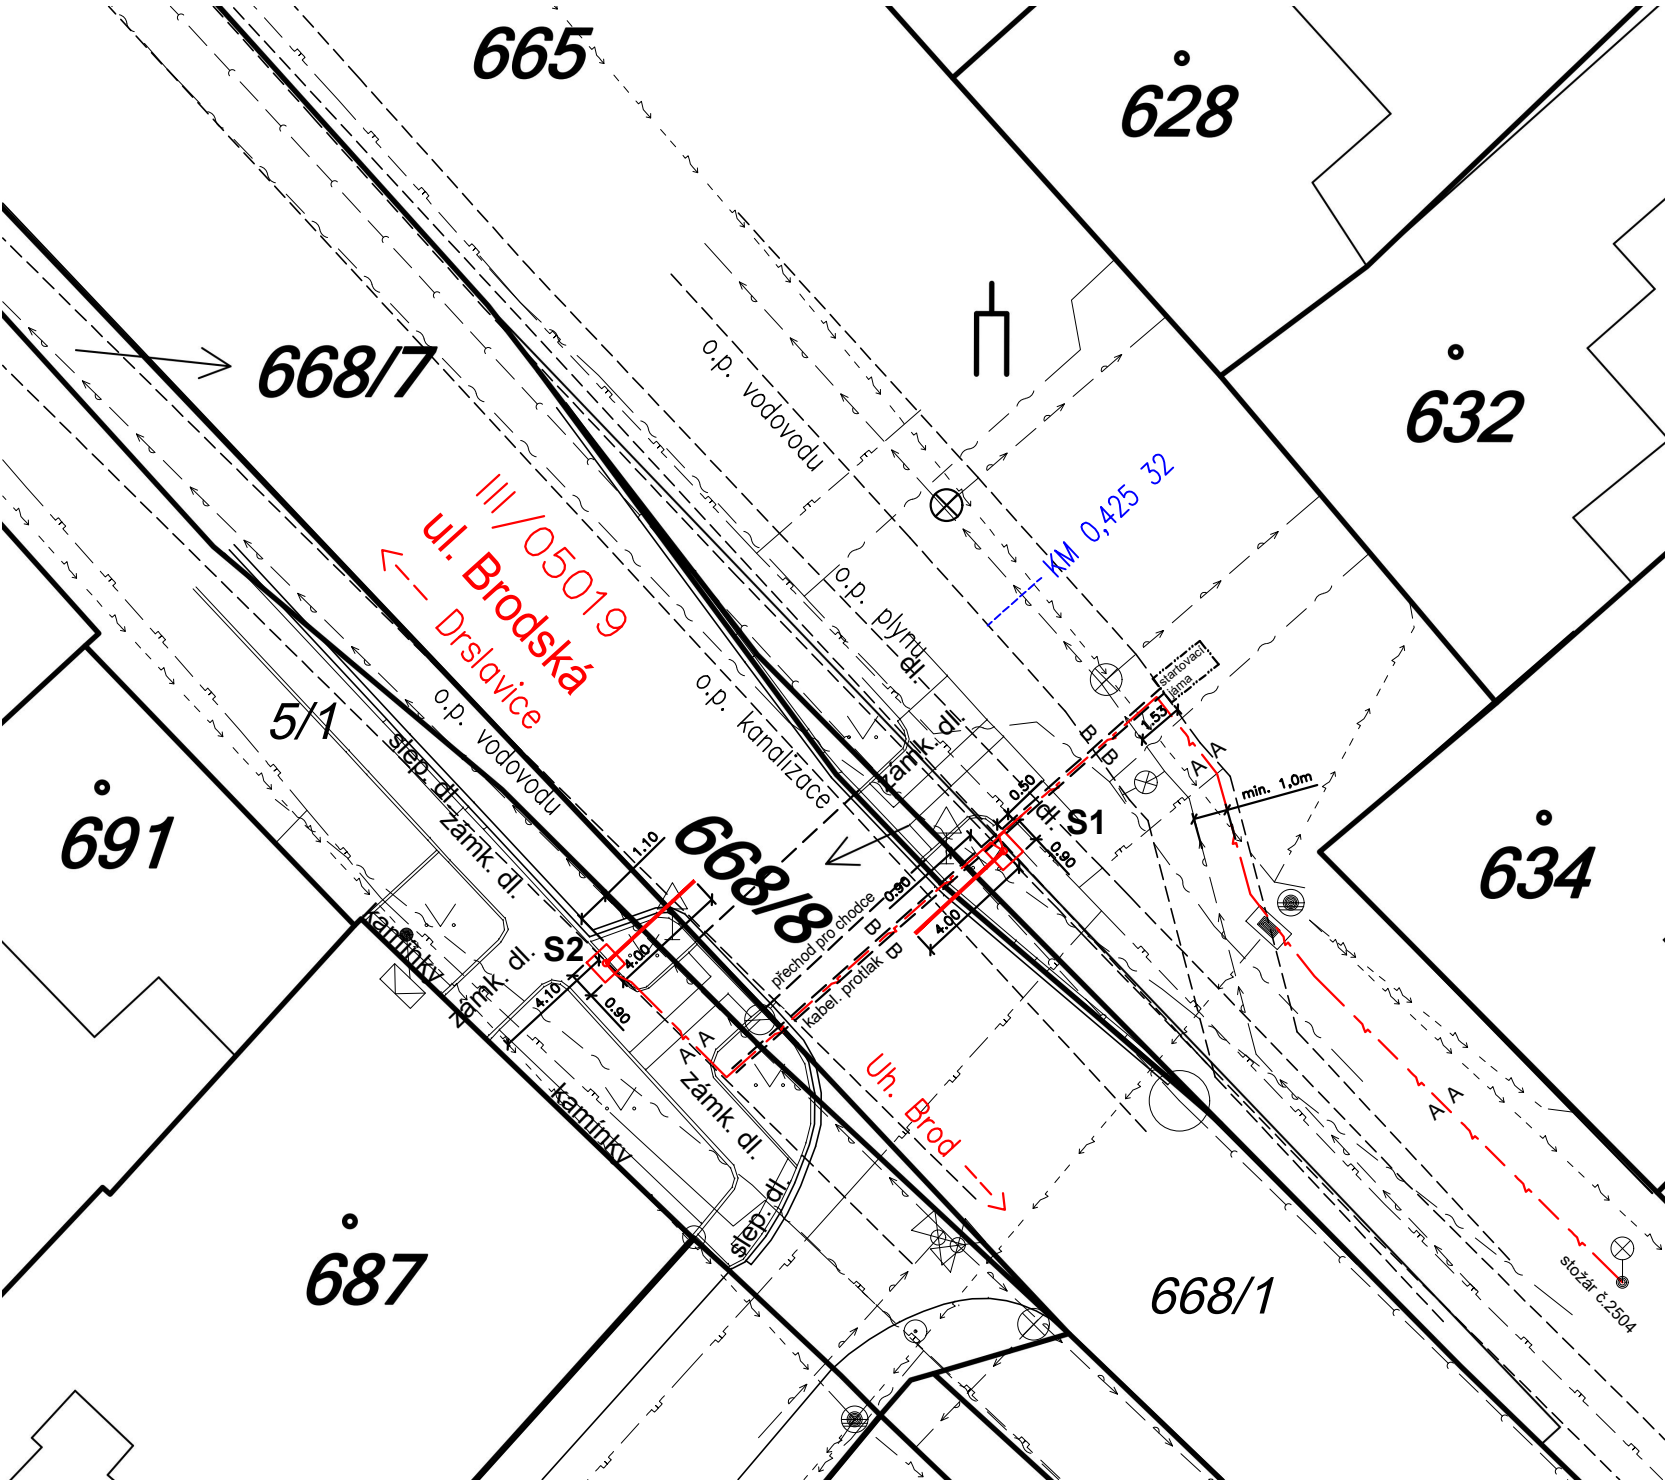 665
628
668/7
632
o.p. vodovodu
KM 0,425 32
III/05019
ul. Brodská
Drslavice
o.p. plynu
dl.
startovací
jáma
5/1
o.p. vodovodu
o.p. kanalizace
zámk. dl.
1.53
B
B
A
A
slep. dl.
zámk. dl.
0.50
dl.
S1
min. 1,0m
691
1.10
668/8
0.90
0.90
634
kamínky
S2
zámk. dl.
4.00
4.00
4.10
0.90
přechod pro chodce
kabel. protlak
B
B
A
A
zámk. dl.
kamínky
slep. dl.
Uh. Brod
A
A
687
668/1
stožár č.2504